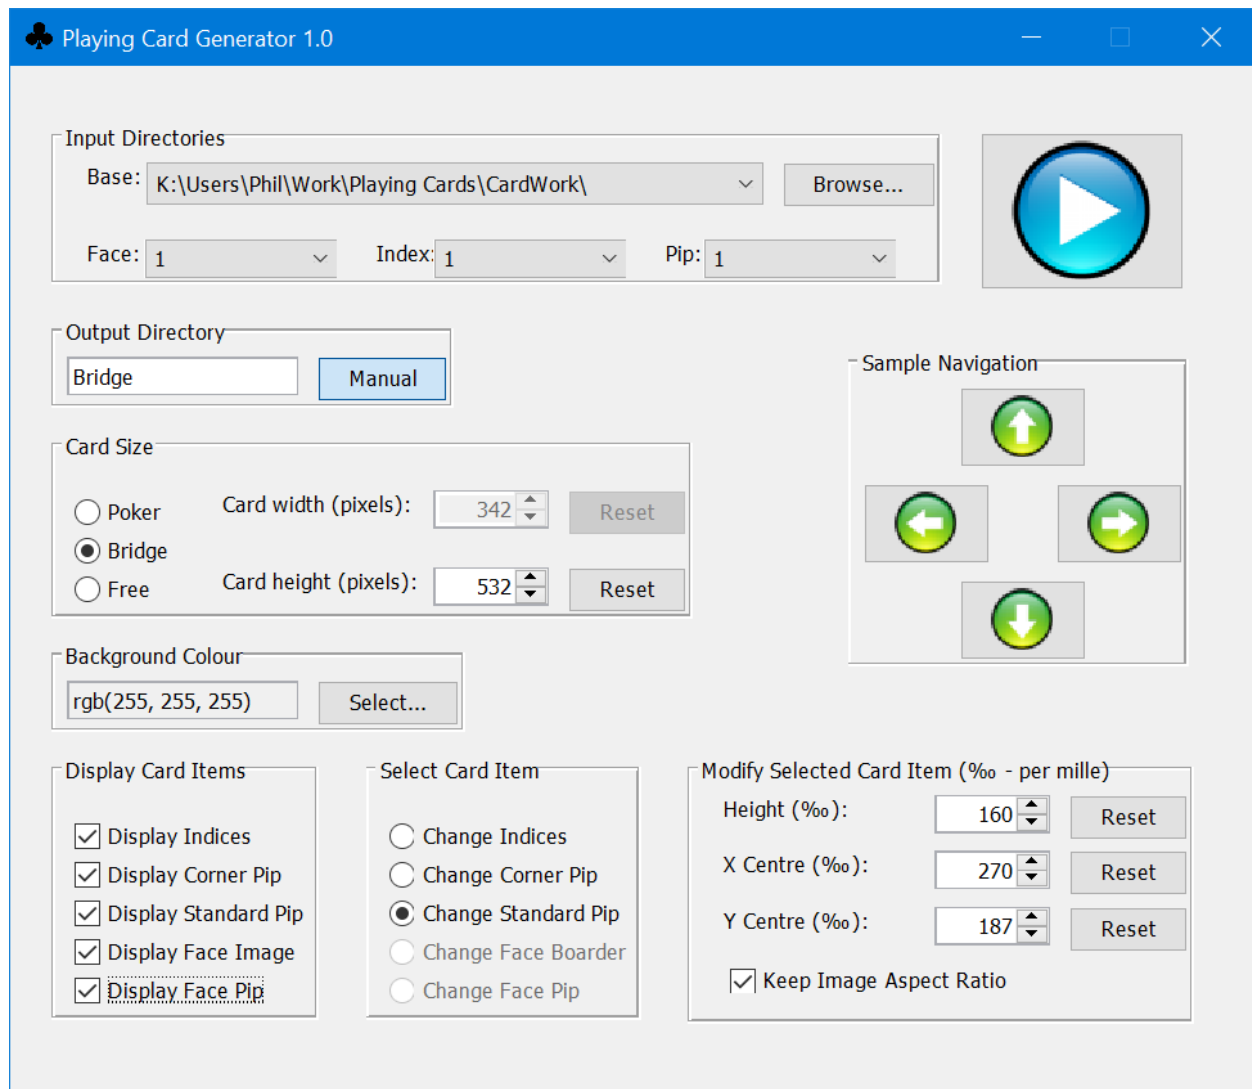 Playing Card Generator 1.0
Input Directories
Base: K:\Users\Phil\Work\Playing Cards\CardWork\ Browse...
Face: 1 Index: 1 Pip: 1
Output Directory
Bridge Manual
Sample Navigation
Card Size
Poker Card width (pixels): 342 Reset
Bridge
Free Card height (pixels): 532 Reset
Background Colour
rgb(255, 255, 255) Select...
Display Card Items
Display Indices
Display Corner Pip
Display Standard Pip
Display Face Image
Display Face Pip
Select Card Item
Change Indices
Change Corner Pip
Change Standard Pip
Change Face Boarder
Change Face Pip
Modify Selected Card Item (‰ - per mille)
Height (‰): 160 Reset
X Centre (‰): 270 Reset
Y Centre (‰): 187 Reset
Keep Image Aspect Ratio